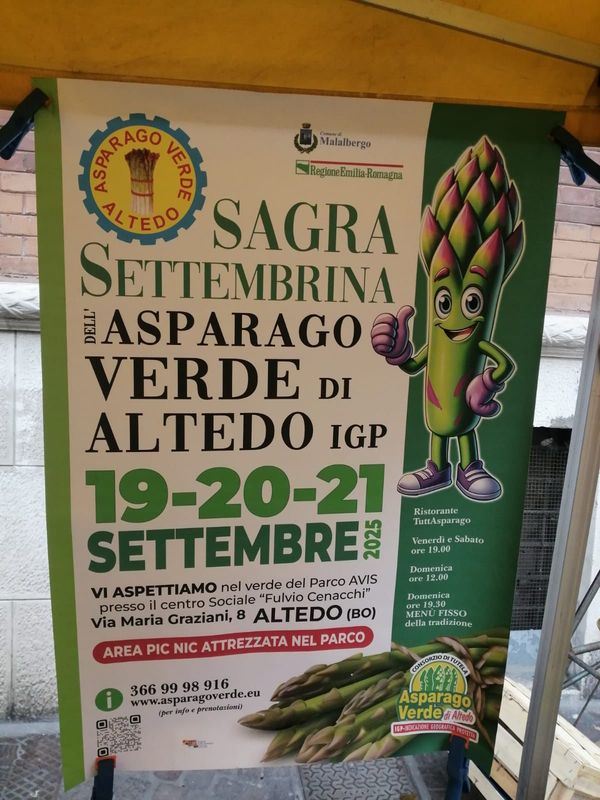 ASPARAGO VERDE
ALTEDO
Comune di
Malalbergo
Regione Emilia-Romagna
SAGRA
SETTEMBRINA
DELL'ASPARAGO
VERDE DI
ALTEDO IGP
19-20-21
SETTEMBRE 2025
VI ASPETTIAMO nel verde del Parco AVIS
presso il centro Sociale "Fulvio Cenacchi"
Via Maria Graziani, 8 ALTEDO (BO)
AREA PIC NIC ATTREZZATA NEL PARCO
i 366 99 98 916
www.asparagoverde.eu
(per info e prenotazioni)
Ristorante
TuttAsparago
Venerdi e Sabato
ore 19.00
Domenica
ore 12.00
Domenica
ore 19.30
MENÙ FISSO
della tradizione
CONSORZIO DI TUTELA
Asparago
Verde di Altedo
IGP-INDICAZIONE GEOGRAFICA PROTETTA